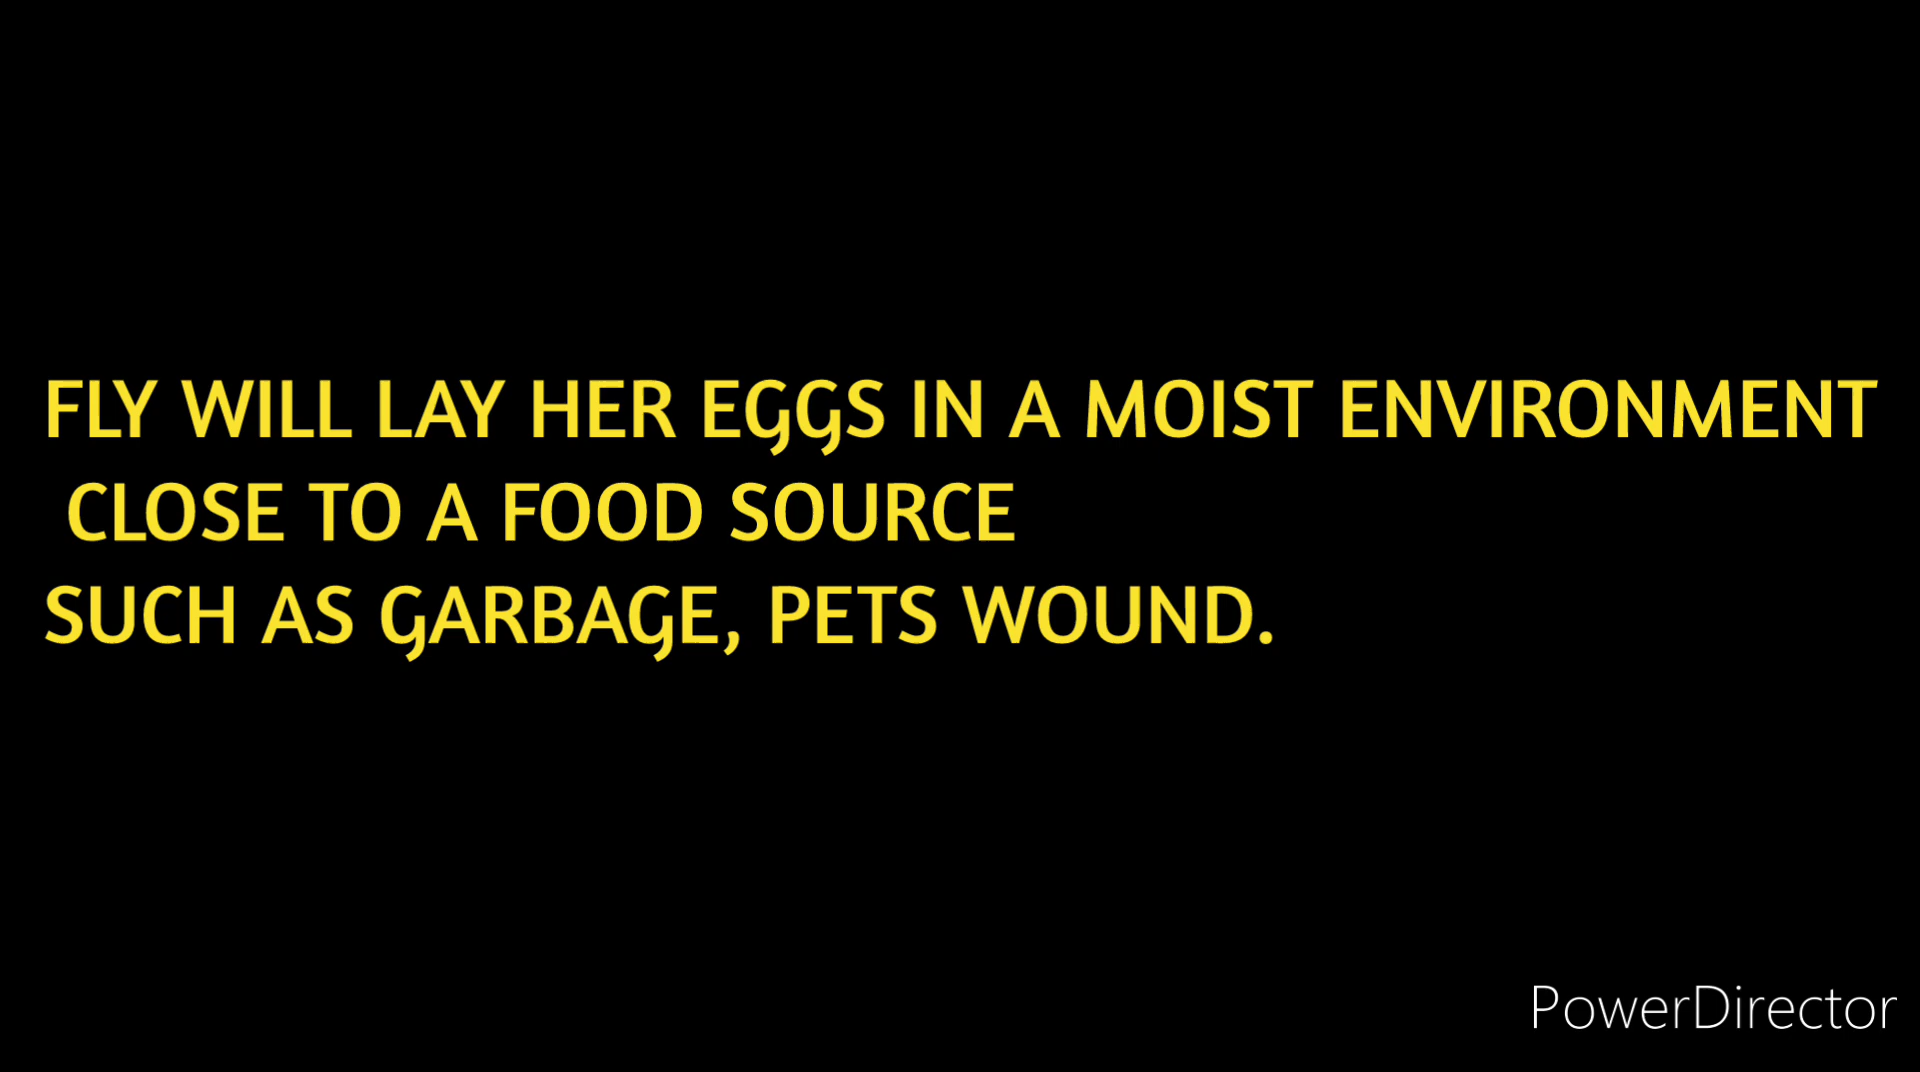 FLY WILL LAY HER EGGS IN A MOIST ENVIRONMENT
CLOSE TO A FOOD SOURCE
SUCH AS GARBAGE, PETS WOUND.
PowerDirector